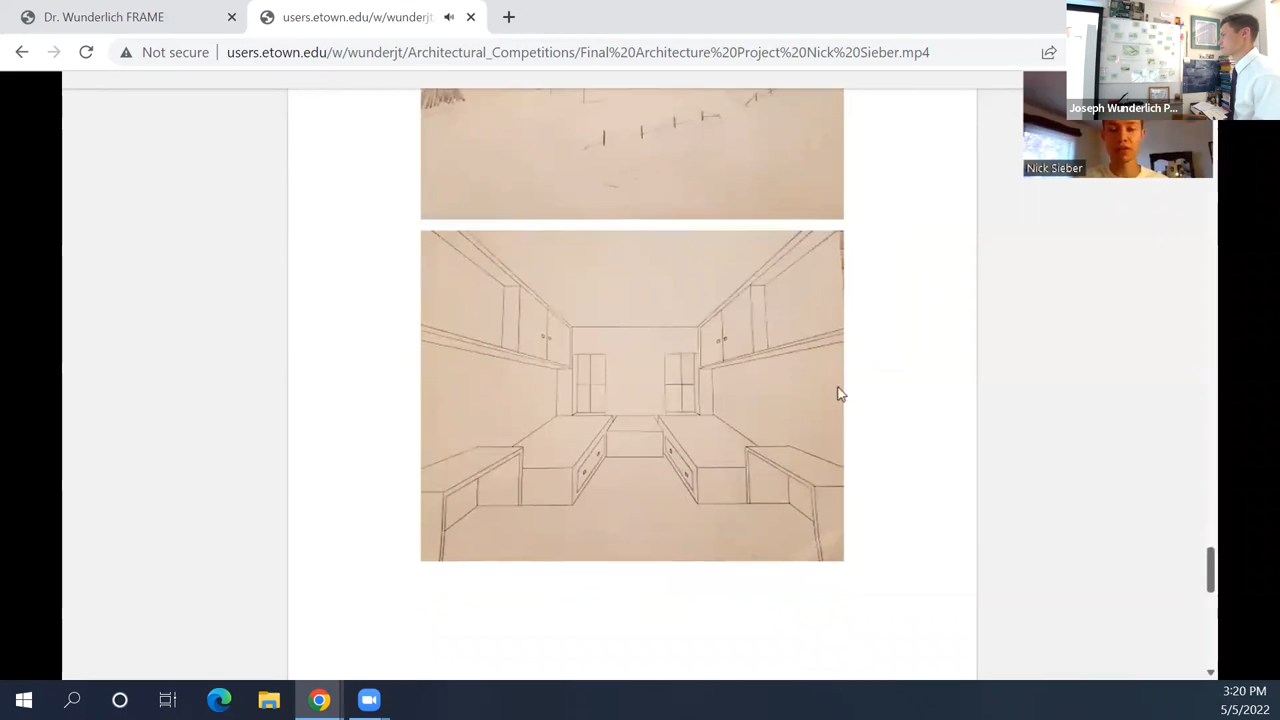 Dr. Wunderlich FRAME
users.etown.edu/w/wunderjt
Not secure
users.etown.edu/w/wunderjt/Architectural_Competitions/Final%20Architecture%20Project%20Nick%20Sieber.mp4
Joseph Wunderlich P...
Nick Sieber
3:20 PM
5/5/2022